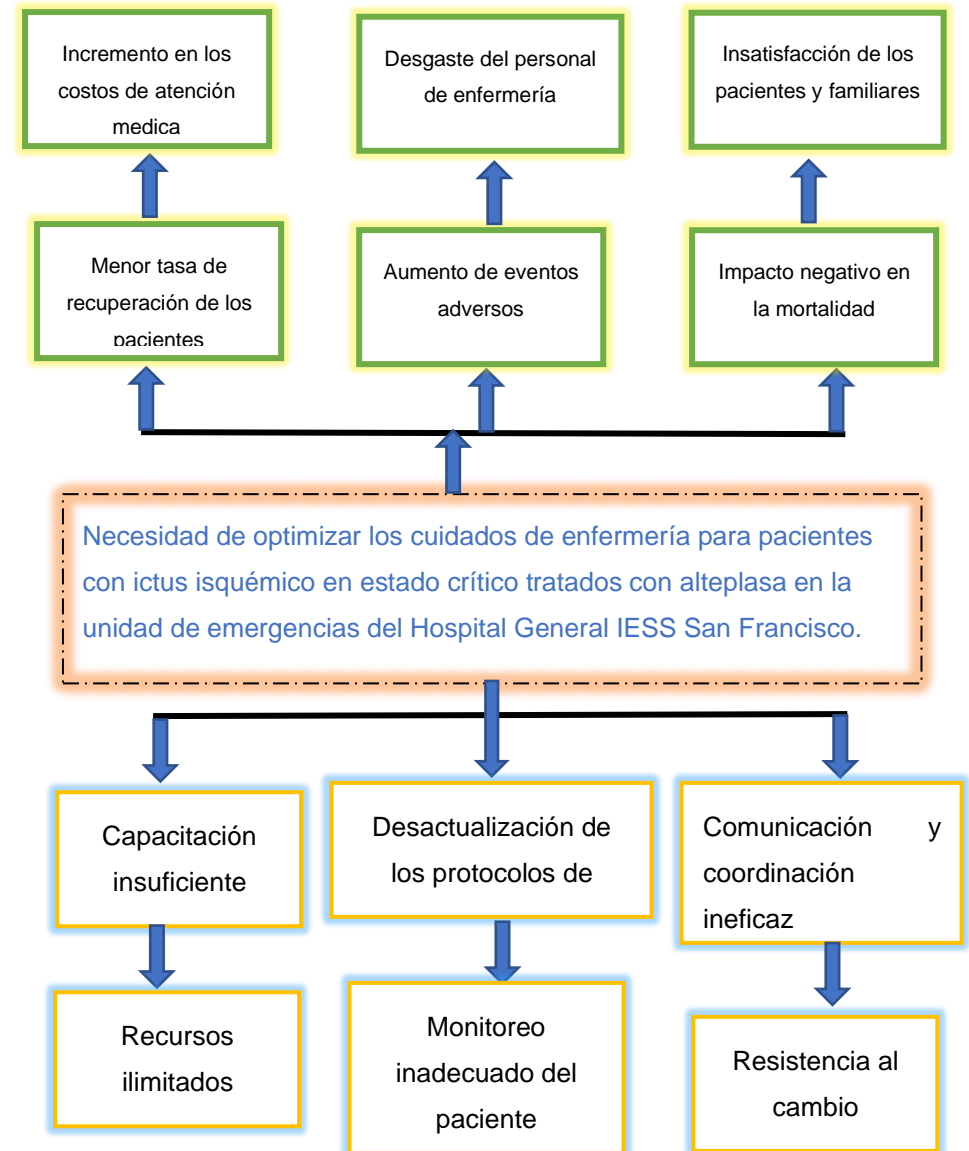 Incremento en los
costos de atención
medica
Desgaste del personal
de enfermería
Insatisfacción de los
pacientes y familiares
Menor tasa de
recuperación de los
pacientes
Aumento de eventos
adversos
Impacto negativo en
la mortalidad
Necesidad de optimizar los cuidados de enfermería para pacientes
con ictus isquémico en estado crítico tratados con alteplasa en la
unidad de emergencias del Hospital General IESS San Francisco.
Capacitación
insuficiente
Desactualización de
los protocolos de
Comunicación y
coordinación
ineficaz
Recursos
ilimitados
Monitoreo
inadecuado del
paciente
Resistencia al
cambio